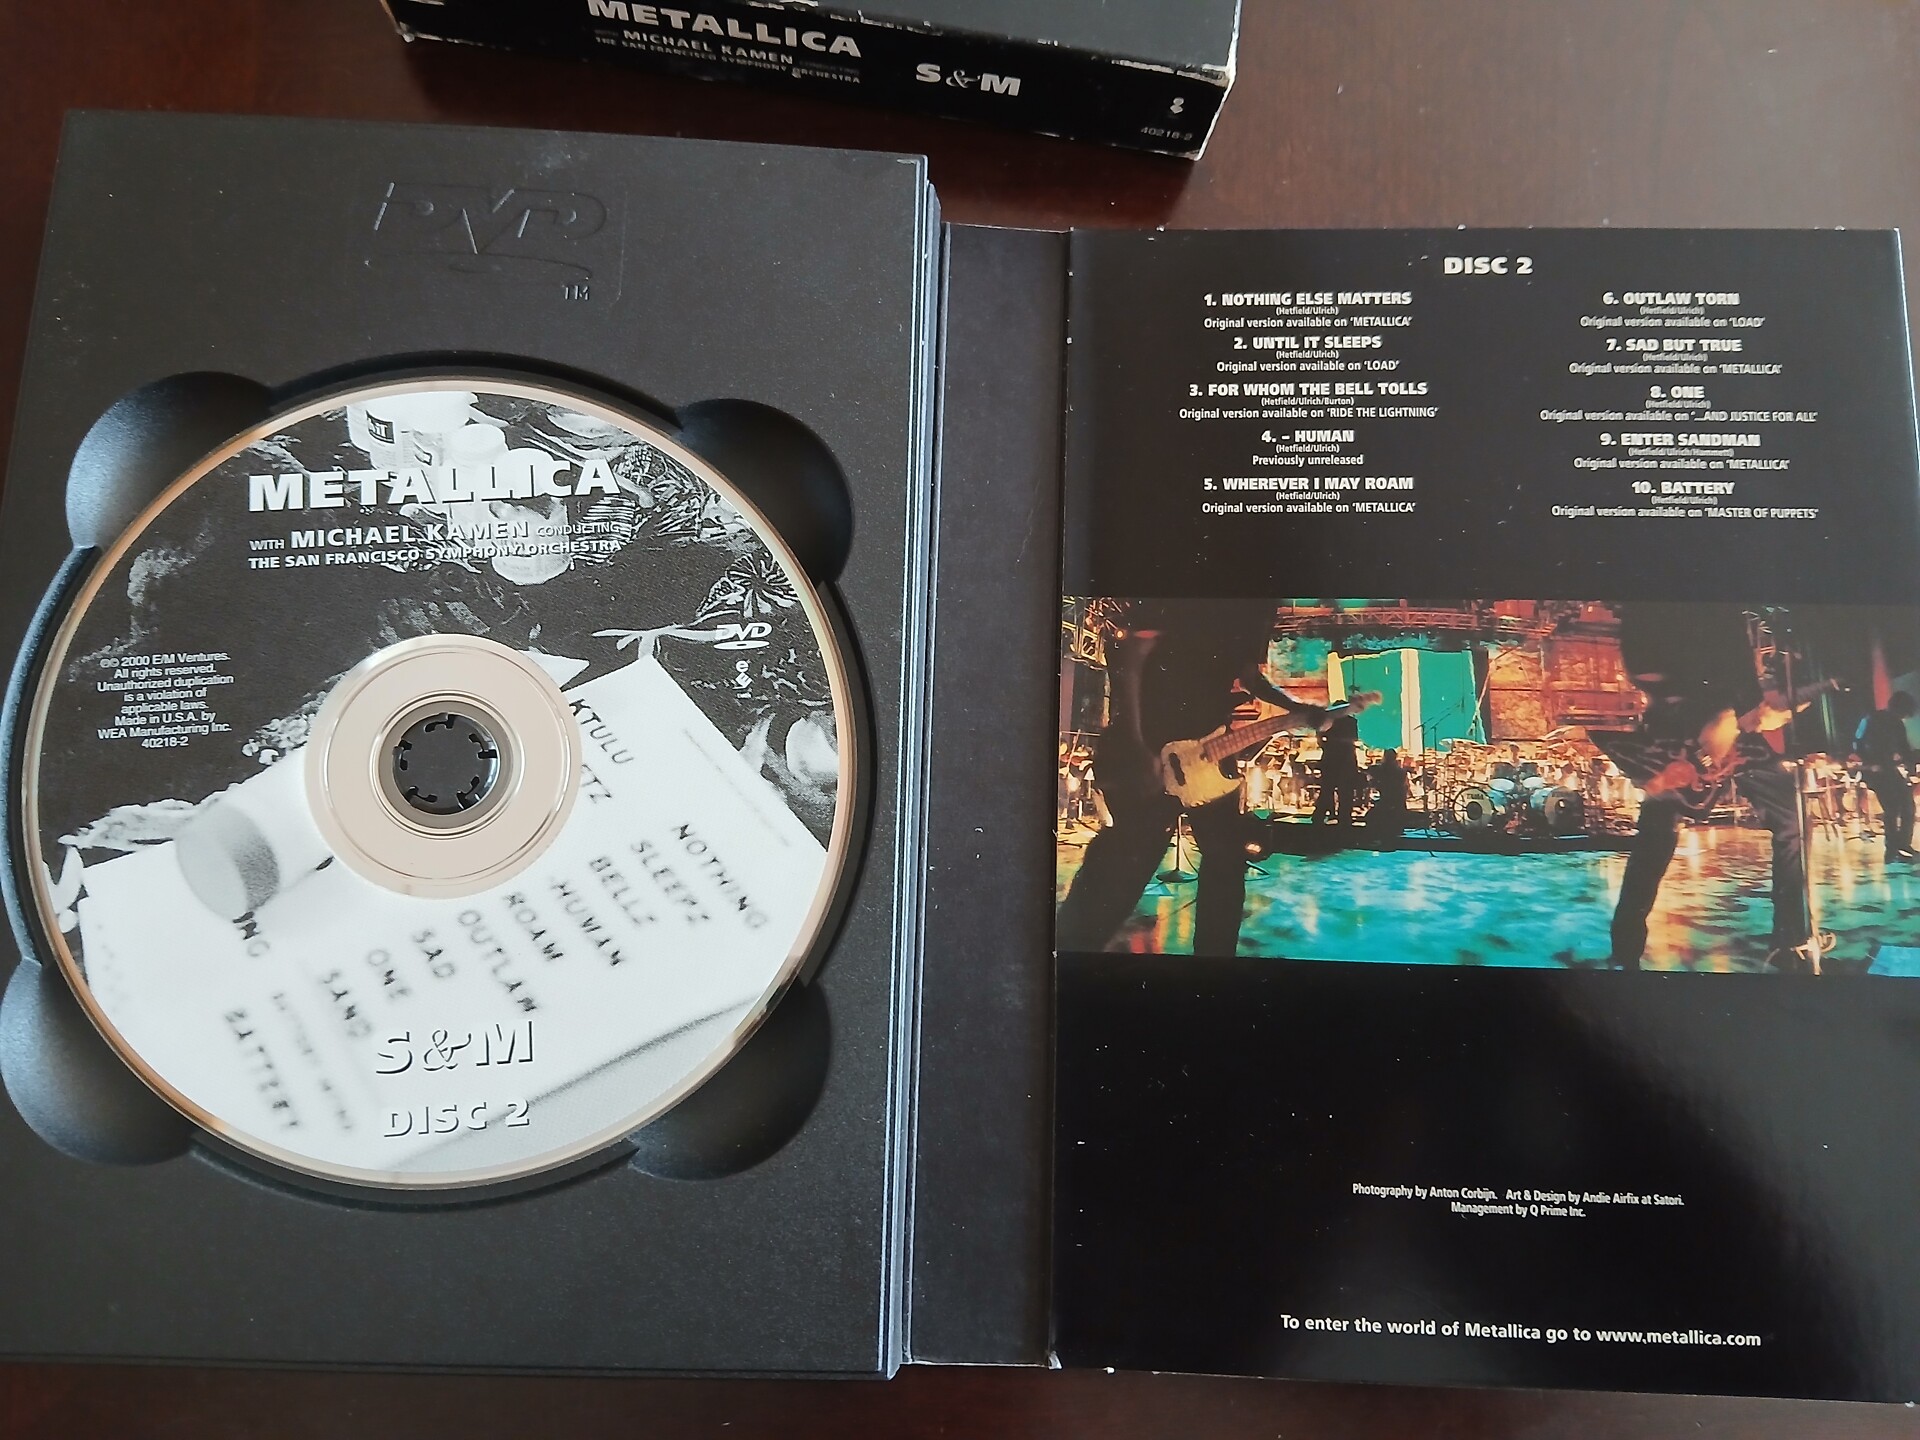 METALLICA
WITH MICHAEL KAMEN CONDUCTING
THE SAN FRANCISCO SYMPHONY ORCHESTRA
S&M
40218-2
TM
METALLICA
WITH MICHAEL KAMEN CONDUCTING
THE SAN FRANCISCO SYMPHONY ORCHESTRA
DVD
℗© 2000 E/M Ventures.
All rights reserved.
Unauthorized duplication
is a violation of
applicable laws.
Made in U.S.A. by
WEA Manufacturing Inc.
40218-2
KTULU
NOTHING
SLEEPZ
BELLZ
-HUMAN
ROAM
OUTLAW
SAD
ONE
SAND
BATTERY
S&M
DISC 2
DISC 2
1. NOTHING ELSE MATTERS
(Hetfield/Ulrich)
Original version available on 'METALLICA'
2. UNTIL IT SLEEPS
(Hetfield/Ulrich)
Original version available on 'LOAD'
3. FOR WHOM THE BELL TOLLS
(Hetfield/Ulrich/Burton)
Original version available on 'RIDE THE LIGHTNING'
4. – HUMAN
(Hetfield/Ulrich)
Previously unreleased
5. WHEREVER I MAY ROAM
(Hetfield/Ulrich)
Original version available on 'METALLICA'
6. OUTLAW TORN
(Hetfield/Ulrich)
Original version available on 'LOAD'
7. SAD BUT TRUE
(Hetfield/Ulrich)
Original version available on 'METALLICA'
8. ONE
(Hetfield/Ulrich)
Original version available on '...AND JUSTICE FOR ALL'
9. ENTER SANDMAN
(Hetfield/Ulrich/Hammett)
Original version available on 'METALLICA'
10. BATTERY
(Hetfield/Ulrich)
Original version available on 'MASTER OF PUPPETS'
TAMA
Photography by Anton Corbijn. Art & Design by Andie Airfix at Satori.
Management by Q Prime Inc.
To enter the world of Metallica go to www.metallica.com